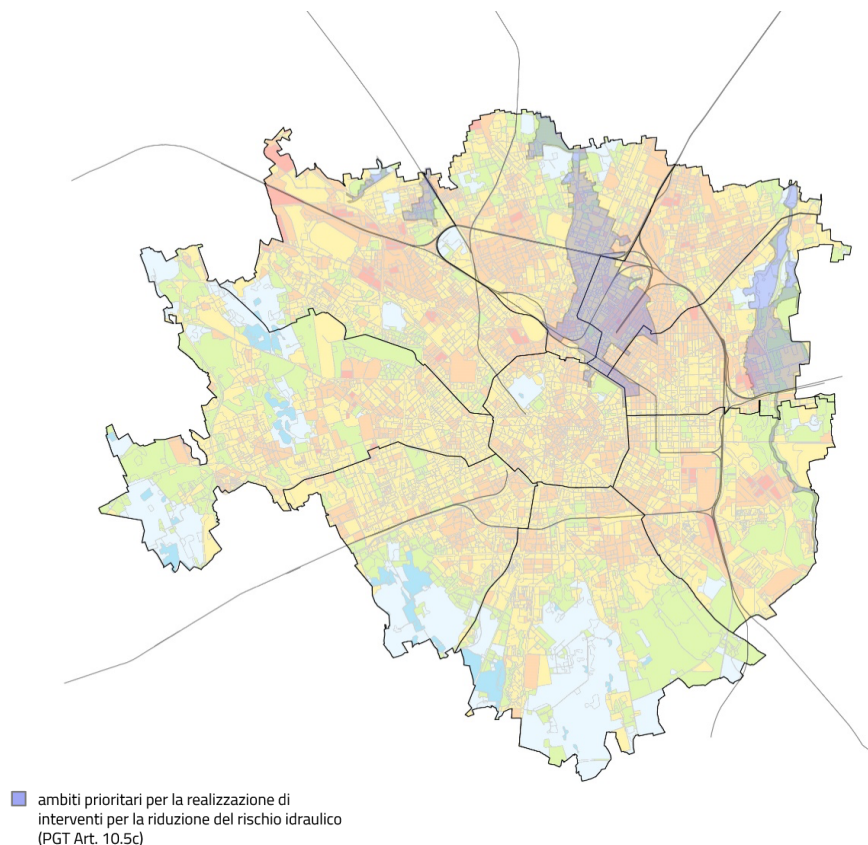 ambiti prioritari per la realizzazione di
interventi per la riduzione del rischio idraulico
(PGT Art. 10.5c)